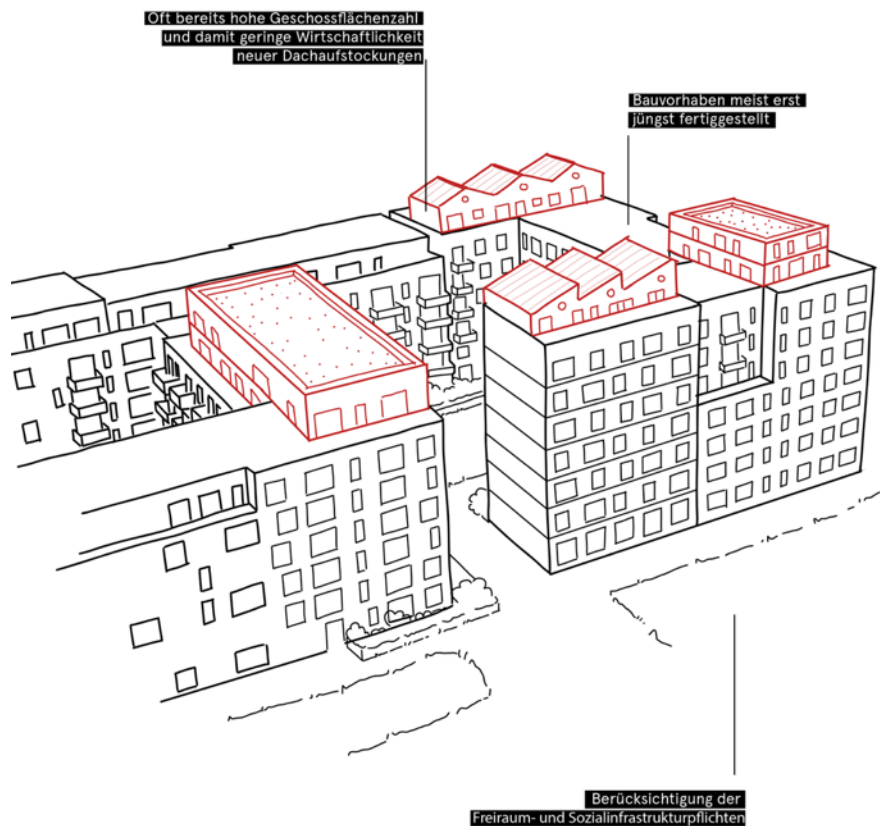 Oft bereits hohe Geschossflächenzahl
und damit geringe Wirtschaftlichkeit
neuer Dachaufstockungen
Bauvorhaben meist erst
jüngst fertiggestellt
Berücksichtigung der
Freiraum- und Sozialinfrastrukturpflichten